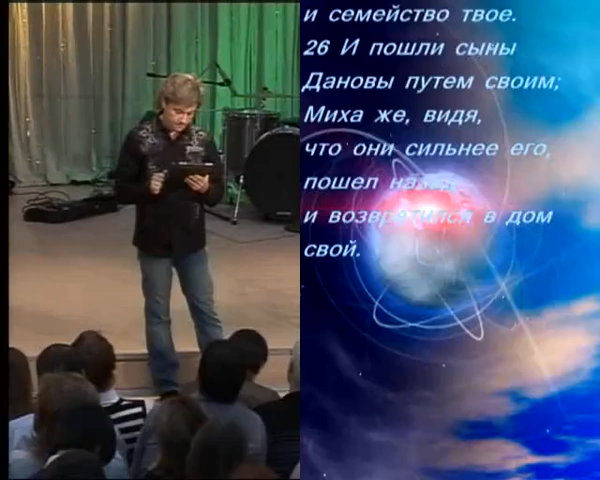 и семейство твое.
26 И пошли сыны
Дановы путем своим;
Миха же, видя,
что они сильнее его,
пошел назад
и возвратился в дом
свой.